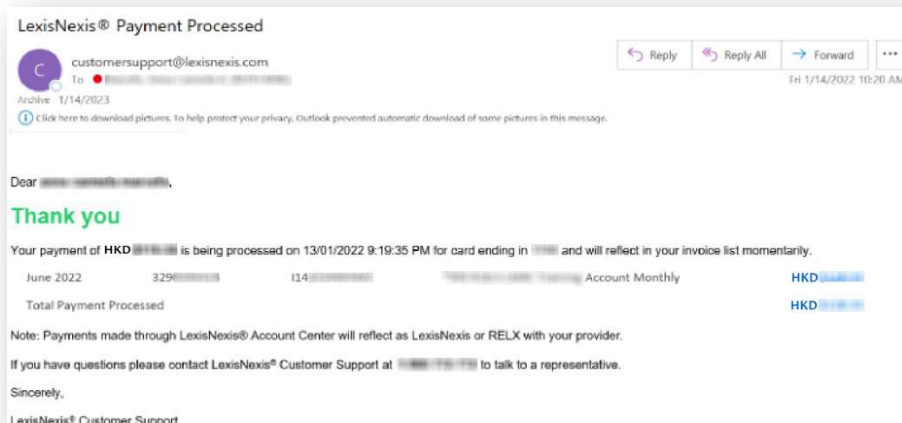 LexisNexis® Payment Processed
C
customersupport@lexisnexis.com
To
Reply
Reply All
Forward
...
Fri 1/14/2022 10:20 AM
Archive 1/14/2023
Click here to download pictures. To help protect your privacy, Outlook prevented automatic download of some pictures in this message.
Dear
Thank you
Your payment of HKD is being processed on 13/01/2022 9:19:35 PM for card ending in and will reflect in your invoice list momentarily.
June 2022 329 (14 Account Monthly HKD
Total Payment Processed HKD
Note: Payments made through LexisNexis® Account Center will reflect as LexisNexis or RELX with your provider.
If you have questions please contact LexisNexis® Customer Support at to talk to a representative.
Sincerely,
LexisNexis® Customer Support